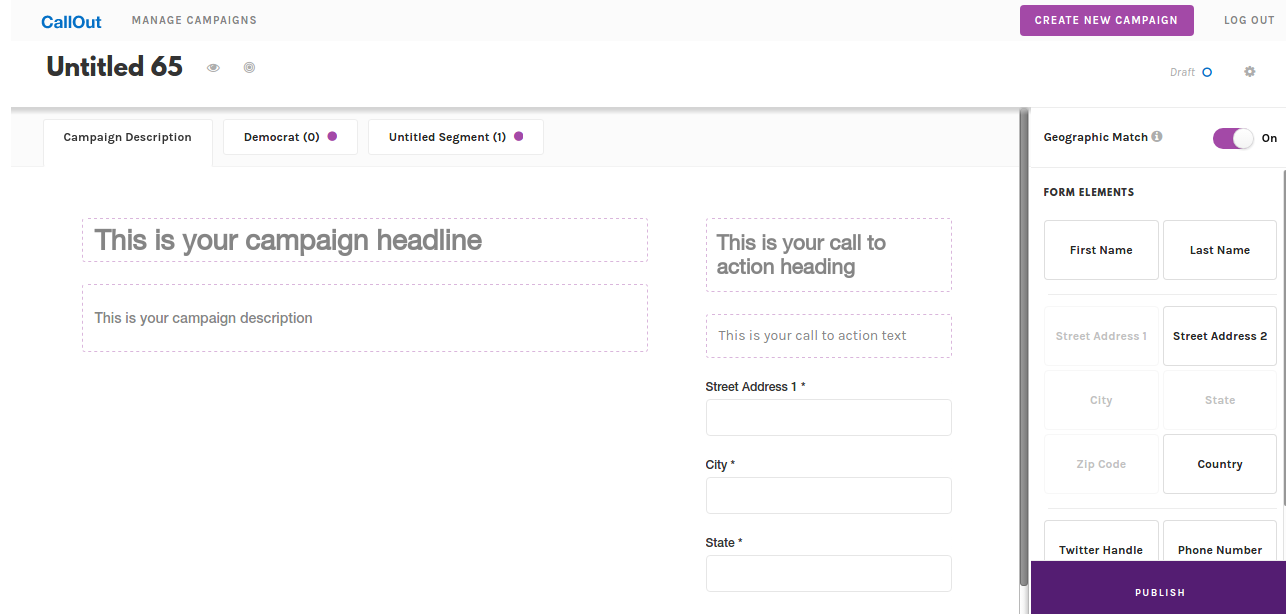 CallOut
MANAGE CAMPAIGNS
CREATE NEW CAMPAIGN
LOG OUT
Untitled 65
Draft
Campaign Description
Democrat (0)
Untitled Segment (1)
Geographic Match
On
This is your campaign headline
This is your campaign description
This is your call to
action heading
This is your call to action text
Street Address 1 *
City *
State *
FORM ELEMENTS
First Name
Last Name
Street Address 1
Street Address 2
City
State
Zip Code
Country
Twitter Handle
Phone Number
PUBLISH